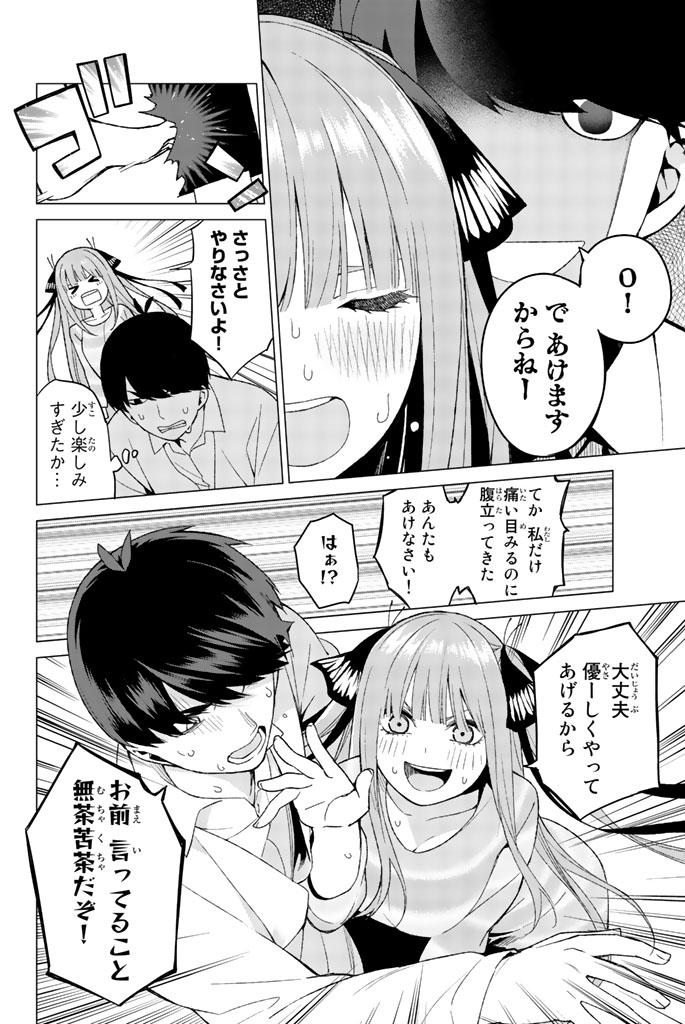 0!
で あけます
からねー
ゴ
!!
さっさと
やりなさいよ!
少し楽しみ
すぎたか…
てか 私だけ
痛い目みるのに
腹立ってきた
あんたも
あけなさい!
はぁ!?
大丈夫
優ーしくやって
あげるから
お前 言ってること
無茶苦茶だぞ!